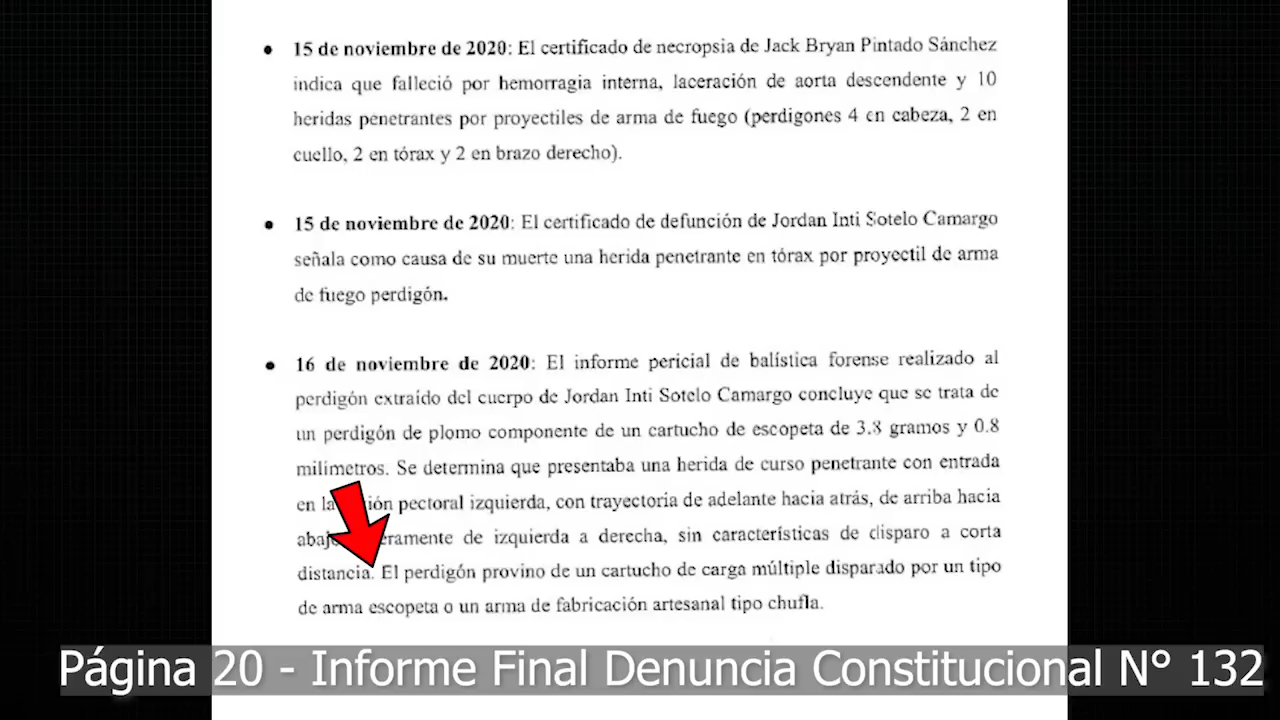 • 15 de noviembre de 2020: El certificado de necropsia de Jack Bryan Pintado Sánchez
indica que falleció por hemorragia interna, laceración de aorta descendente y 10
heridas penetrantes por proyectiles de arma de fuego (perdigones 4 en cabeza, 2 en
cuello, 2 en tórax y 2 en brazo derecho).
• 15 de noviembre de 2020: El certificado de defunción de Jordan Inti Sotelo Camargo
señala como causa de su muerte una herida penetrante en tórax por proyectil de arma
de fuego perdigón.
• 16 de noviembre de 2020: El informe pericial de balística forense realizado al
perdigón extraído del cuerpo de Jordan Inti Sotelo Camargo concluye que se trata de
un perdigón de plomo componente de un cartucho de escopeta de 3.8 gramos y 0.8
milímetros. Se determina que presentaba una herida de curso penetrante con entrada
en la pectoral izquierda, con trayectoria de adelante hacia atrás, de arriba hacia
de izquierda a derecha, sin características de disparo a corta
distancia. El perdigón provino de un cartucho de carga múltiple disparado por un tipo
de arma escopeta o un arma de fabricación artesanal tipo chufla.
Página 20 - Informe Final Denuncia Constitucional N° 132